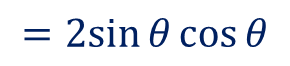 = 2sin θ cos θ